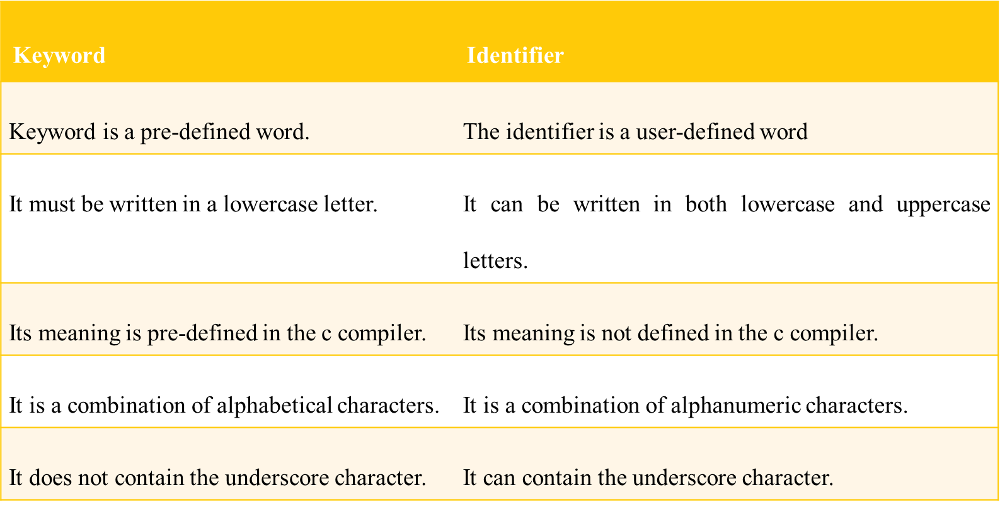 Keyword Identifier
Keyword is a pre-defined word. The identifier is a user-defined word
It must be written in a lowercase letter. It can be written in both lowercase and uppercase
letters.
Its meaning is pre-defined in the c compiler. Its meaning is not defined in the c compiler.
It is a combination of alphabetical characters. It is a combination of alphanumeric characters.
It does not contain the underscore character. It can contain the underscore character.